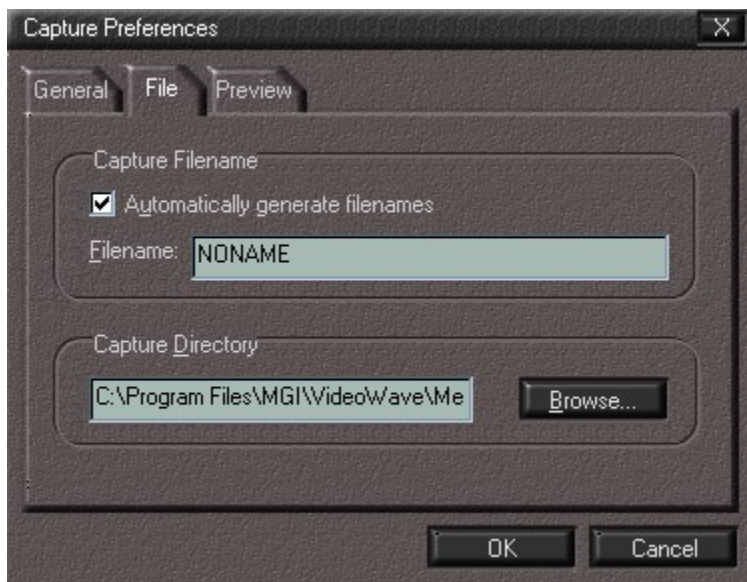 Capture Preferences X
General File Preview
Capture Filename
Automatically generate filenames
Filename: NONAME
Capture Directory
C:\Program Files\MGI\VideoWave\Me Browse...
OK Cancel